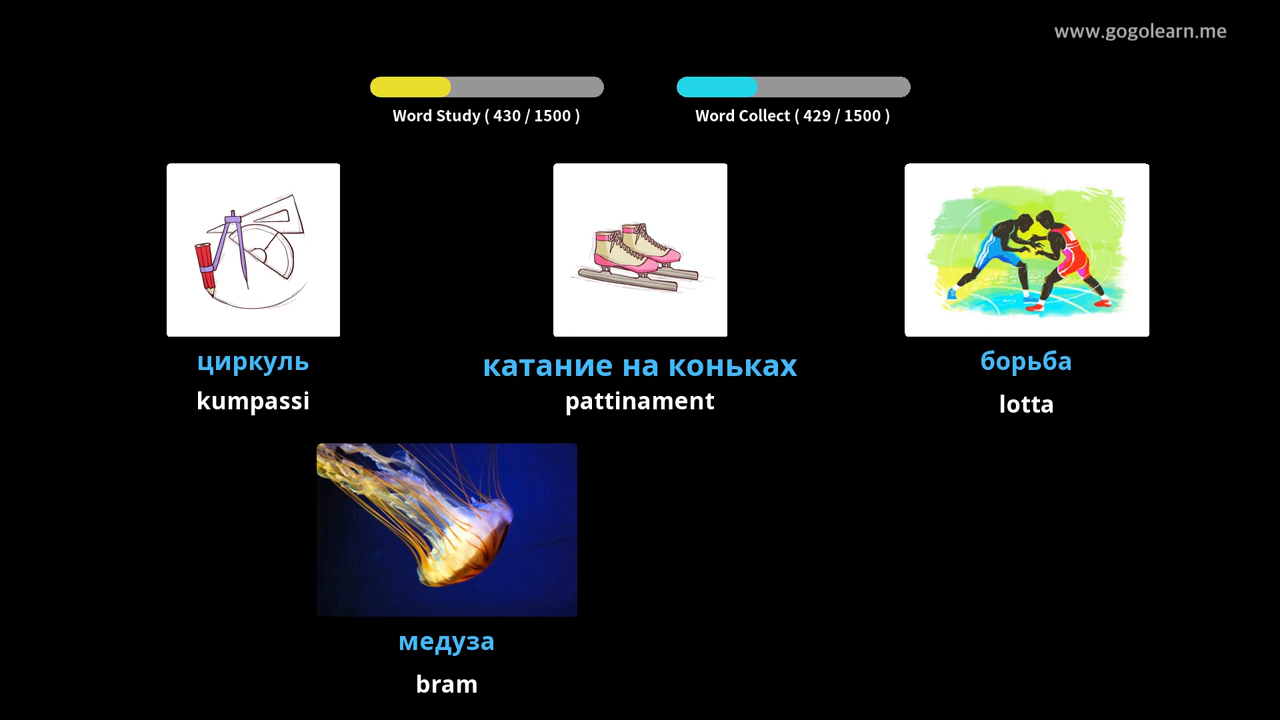 www.gogolearn.me
Word Study ( 430 / 1500 )
Word Collect ( 429 / 1500 )
циркуль
kumpassi
катание на коньках
pattinament
борьба
lotta
медуза
bram